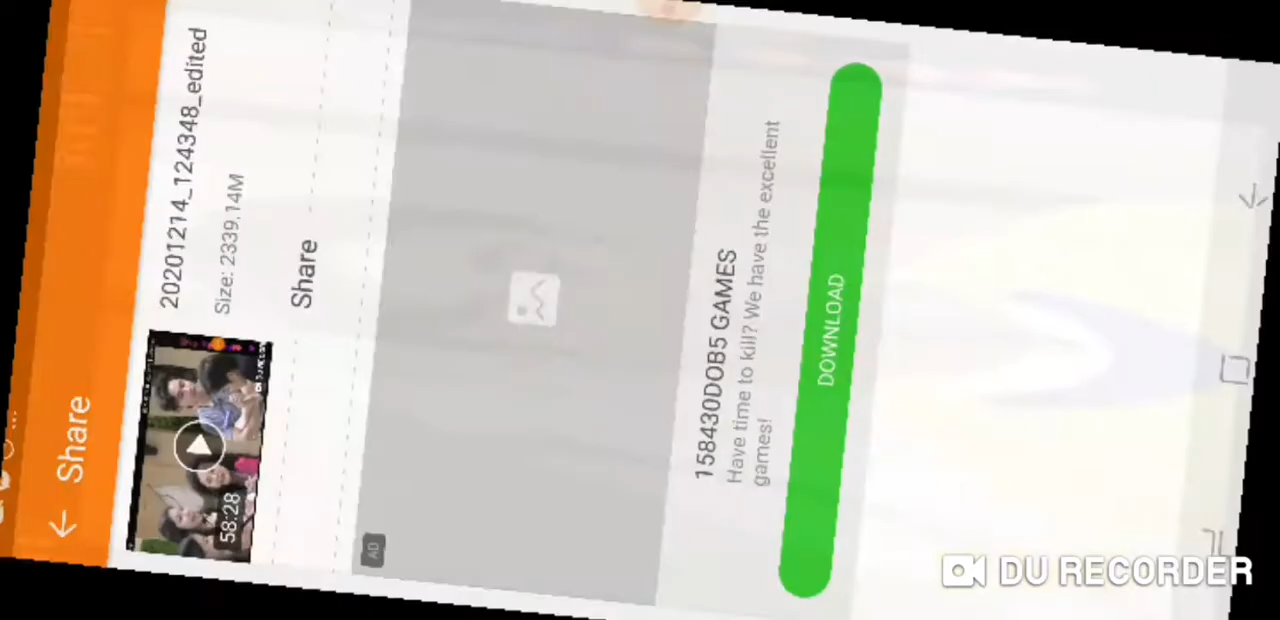 Share
20201214_124348_edited
Size: 2339.14M
58:28
Share
AD
158430DOB5 GAMES
Have time to kill? We have the excellent
games!
DOWNLOAD
DU RECORDER